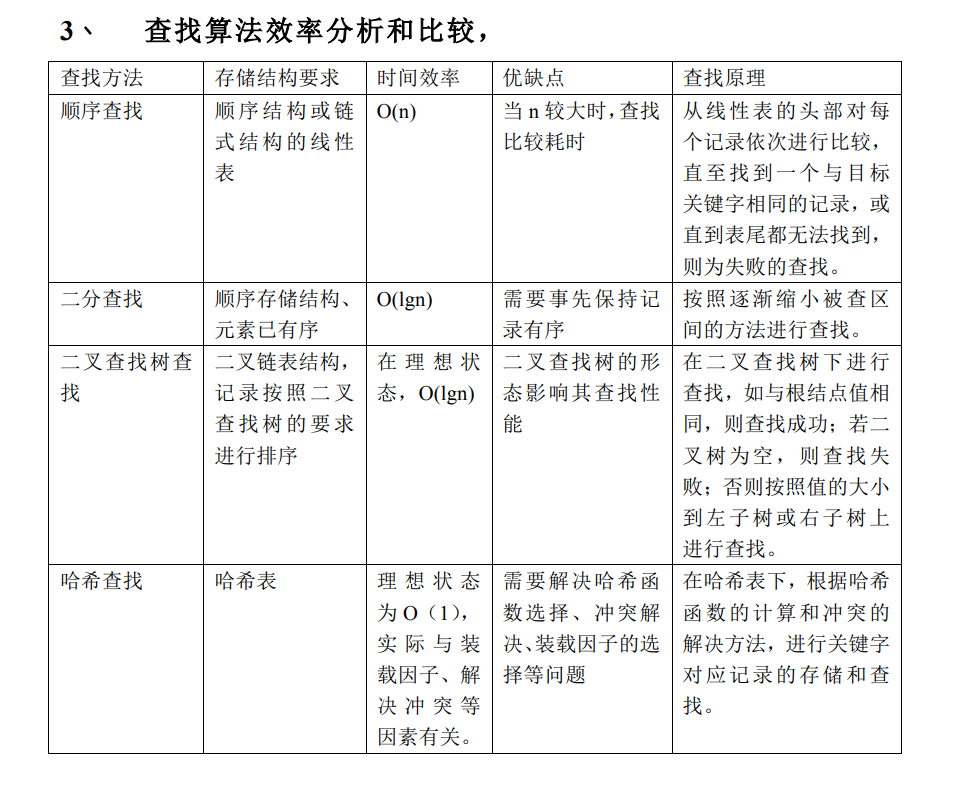 3、 查找算法效率分析和比较，
查找方法 存储结构要求 时间效率 优缺点 查找原理
顺序查找
顺序结构或链
式结构的线性
表
O(n)
当 n 较大时，查找
比较耗时
从线性表的头部对每
个记录依次进行比较，
直至找到一个与目标
关键字相同的记录，或
直到表尾都无法找到，
则为失败的查找。
二分查找
顺序存储结构、
元素已有序
O(lgn)
需要事先保持记
录有序
按照逐渐缩小被查区
间的方法进行查找。
二叉查找树查
找
二叉链表结构，
记录按照二叉
查找树的要求
进行排序
在理想状
态，O(lgn)
二叉查找树的形
态影响其查找性
能
在二叉查找树下进行
查找，如与根结点值相
同，则查找成功；若二
叉树为空，则查找失
败；否则按照值的大小
到左子树或右子树上
进行查找。
哈希查找
哈希表
理想状态
为 O（1），
实际与装
载因子、解
决冲突等
因素有关。
需要解决哈希函
数选择、冲突解
决、装载因子的选
择等问题
在哈希表下，根据哈希
函数的计算和冲突的
解决方法，进行关键字
对应记录的存储和查
找。